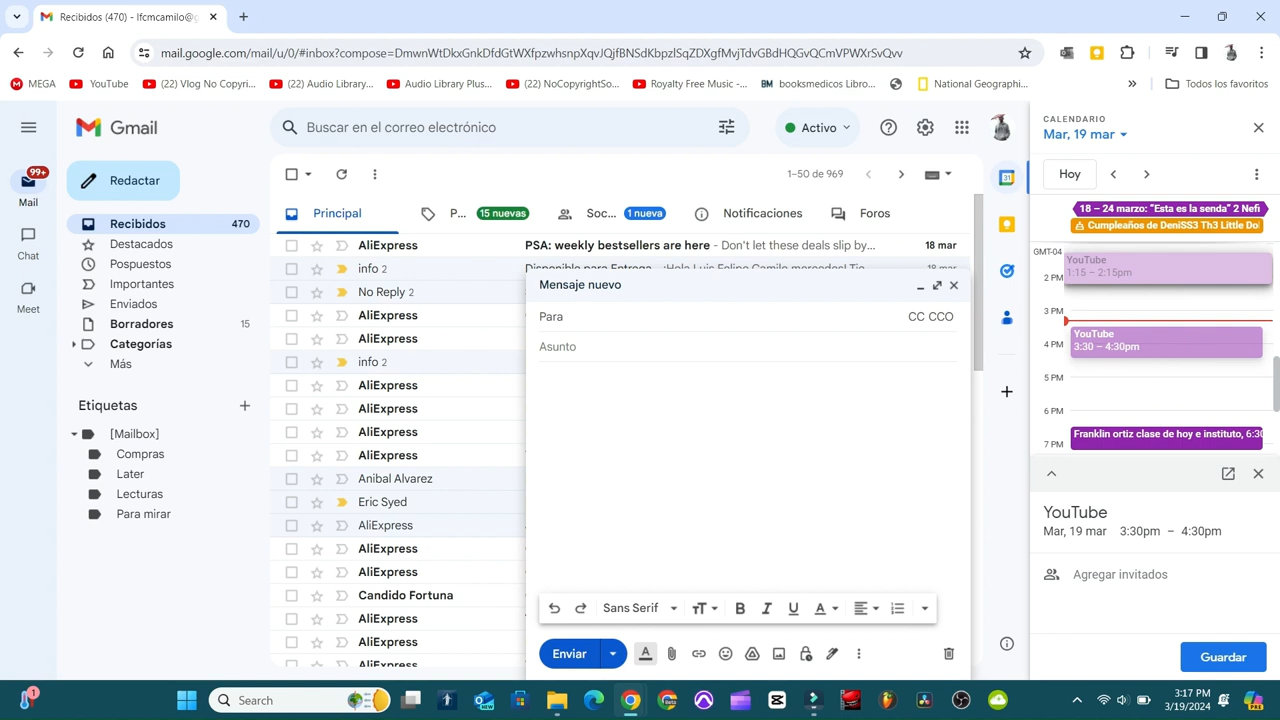 Recibidos (470) - lfcmcamilo@g
mail.google.com/mail/u/0/#inbox?compose=DmwnWtDkxGnkDfdGtWXfpzwhsnpXqvJQjfBNSdKbpzlSqZDXgfMvjTdvGBdHQGvQCmVPWXrSvQvv
MEGA YouTube (22) Vlog No Copyri... (22) Audio Library... Audio Library Plus... (22) NoCopyrightSo... Royalty Free Music -... BM booksmedicos Libro... National Geographi... Todos los favoritos
Gmail
Buscar en el correo electrónico
Activo
99+
Mail
Chat
Meet
Redactar
Recibidos 470
Destacados
Pospuestos
Importantes
Enviados
Borradores 15
Categorías
Más
Etiquetas
[Mailbox]
Compras
Later
Lecturas
Para mirar
1–50 de 969
Principal T... 15 nuevas Soc... 1 nueva Notificaciones Foros
AliExpress PSA: weekly bestsellers are here - Don't let these deals slip by... 18 mar
info 2
No Reply 2
AliExpress
AliExpress
info 2
AliExpress
AliExpress
AliExpress
AliExpress
Anibal Alvarez
Eric Syed
AliExpress
AliExpress
AliExpress
Candido Fortuna
AliExpress
AliExpress
AliExpress
Mensaje nuevo
Para CC CCO
Asunto
Sans Serif
Enviar
CALENDARIO
Mar, 19 mar
Hoy
18 – 24 marzo: “Esta es la senda” 2 Nefi
Cumpleaños de DeniSS3 Th3 Little Dol
GMT-04
YouTube
1:15 – 2:15pm
2 PM
3 PM
YouTube
3:30 – 4:30pm
4 PM
5 PM
6 PM
Franklin ortiz clase de hoy e instituto, 6:30
7 PM
31
YouTube
Mar, 19 mar 3:30pm – 4:30pm
Agregar invitados
Guardar
1
Search
3:17 PM
3/19/2024